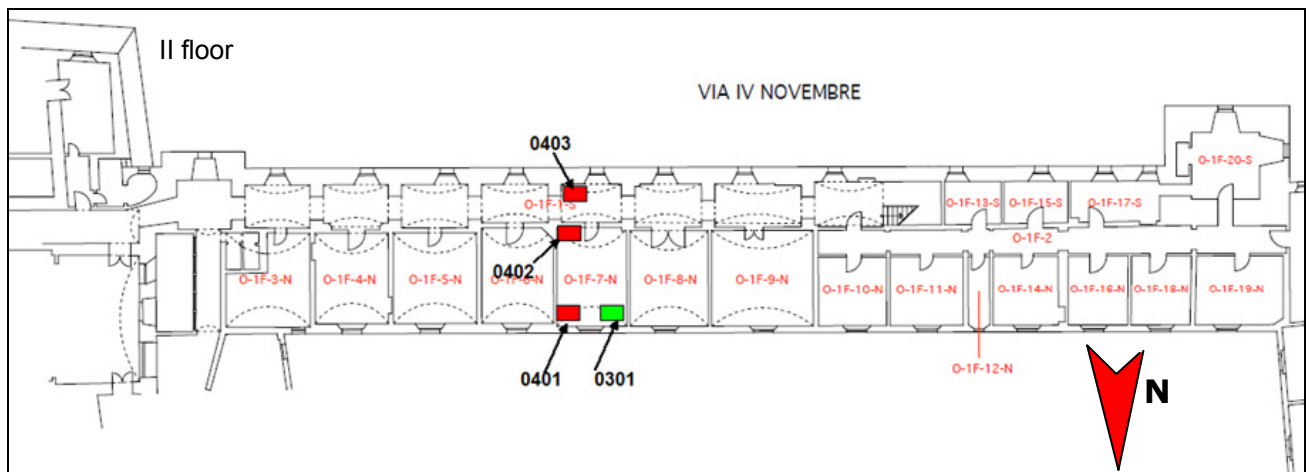 II floor
VIA IV NOVEMBRE
0403
O-1F-20-S
O-1F-1-S
O-1F-13-S
O-1F-15-S
O-1F-17-S
O-1F-2
0402
O-1F-3-N
O-1F-4-N
O-1F-5-N
O-1F-6-N
O-1F-7-N
O-1F-8-N
O-1F-9-N
O-1F-10-N
O-1F-11-N
O-1F-14-N
O-1F-16-N
O-1F-18-N
O-1F-19-N
0401
0301
O-1F-12-N
N